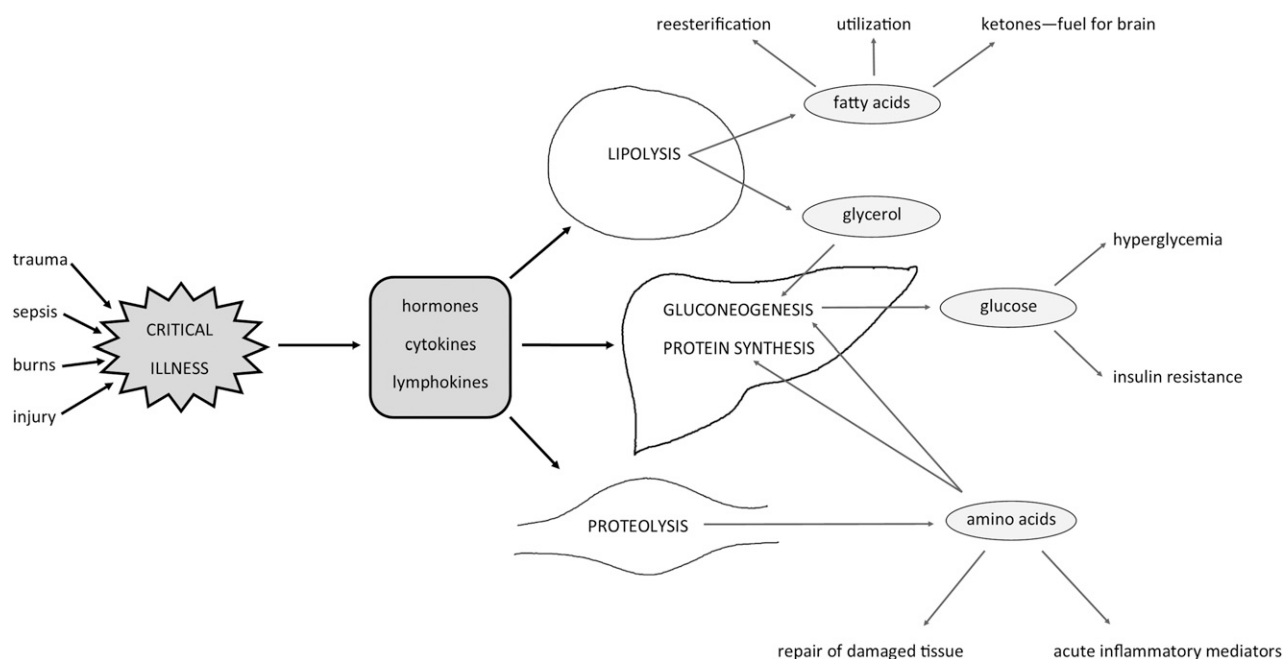 reesterification
utilization
ketones—fuel for brain
fatty acids
LIPOLYSIS
glycerol
hyperglycemia
trauma
sepsis
burns
injury
CRITICAL
ILLNESS
hormones
cytokines
lymphokines
GLUCONEOGENESIS
PROTEIN SYNTHESIS
glucose
insulin resistance
PROTEOLYSIS
amino acids
repair of damaged tissue
acute inflammatory mediators